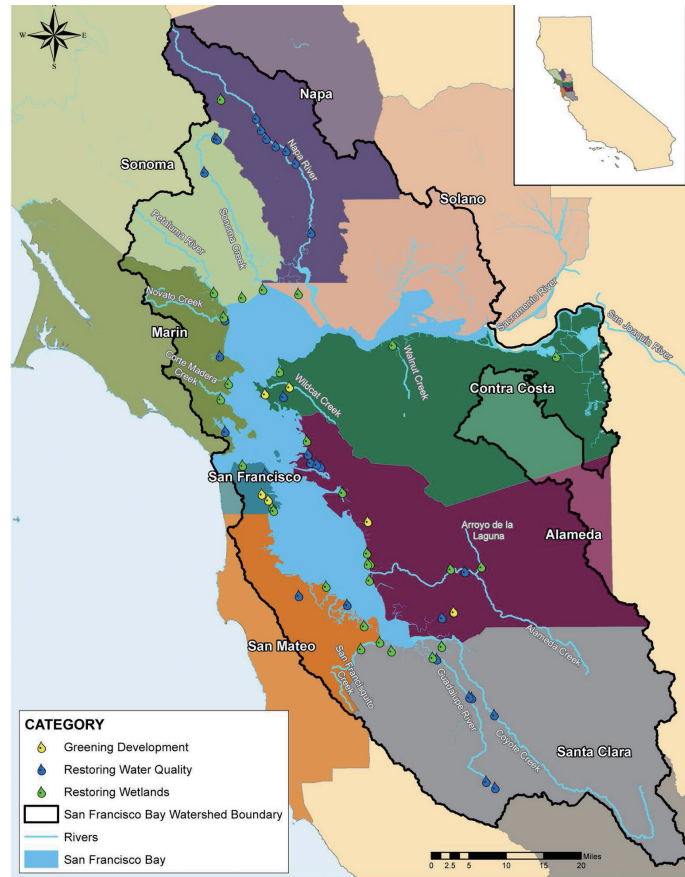 N
W
E
S
Napa
Sonoma
Napa River
Solano
Petaluma River
Sonoma Creek
Sacramento River
San Joaquin River
Novato Creek
Marin
Walnut Creek
Corte Madera
Creek
Wildcat Creek
Contra Costa
San Francisco
Arroyo de la
Laguna
Alameda
Alameda Creek
San Mateo
San Francisquito
Creek
Guadalupe River
Coyote Creek
Santa Clara
CATEGORY
Greening Development
Restoring Water Quality
Restoring Wetlands
San Francisco Bay Watershed Boundary
Rivers
San Francisco Bay
Miles
0 2.5 5 10 15 20